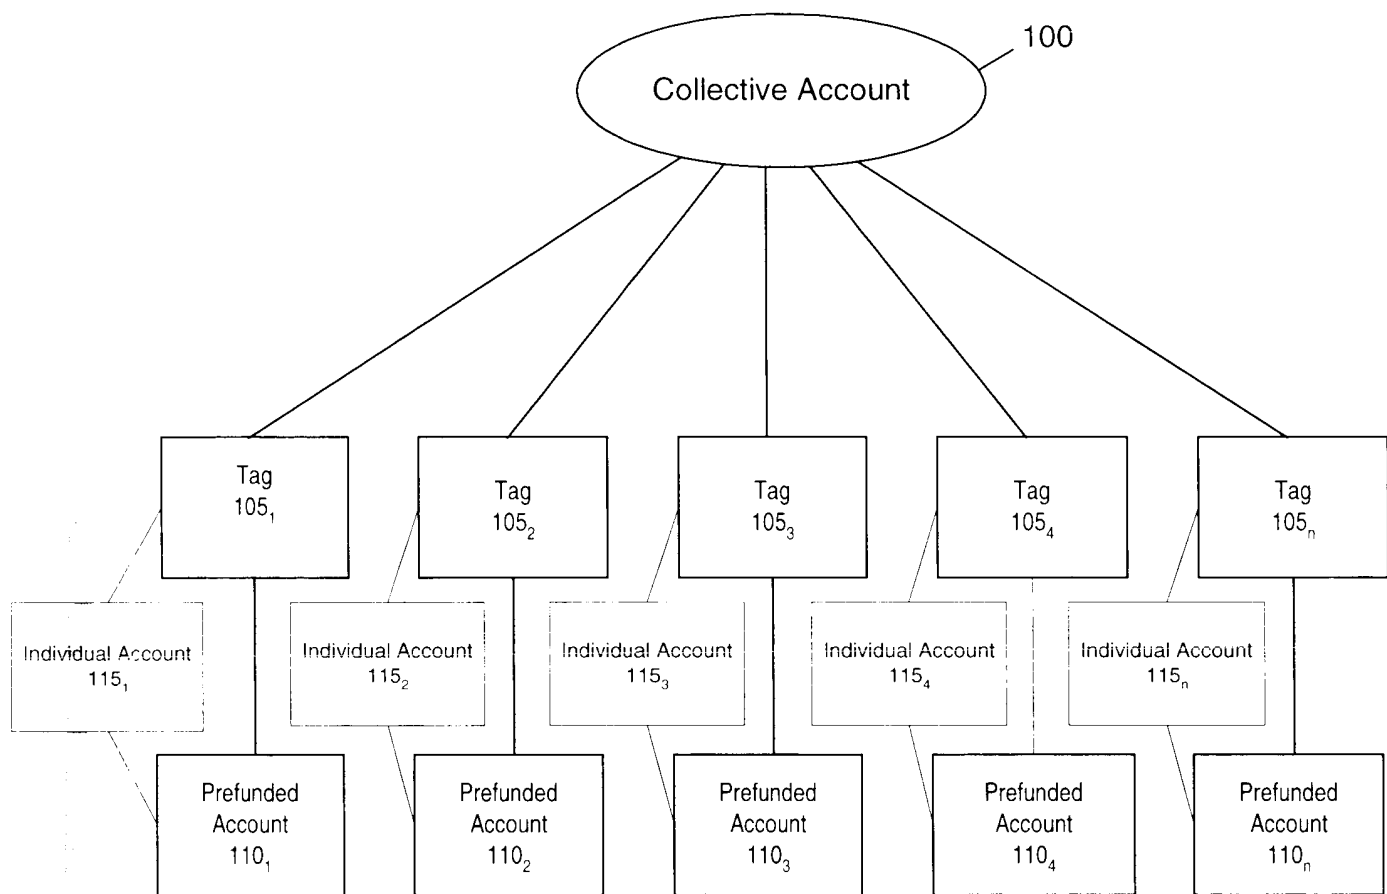 100
Collective Account
Tag
105₁
Tag
105₂
Tag
105₃
Tag
105₄
Tag
105ₙ
Individual Account
115₁
Individual Account
115₂
Individual Account
115₃
Individual Account
115₄
Individual Account
115ₙ
Prefunded
Account
110₁
Prefunded
Account
110₂
Prefunded
Account
110₃
Prefunded
Account
110₄
Prefunded
Account
110ₙ